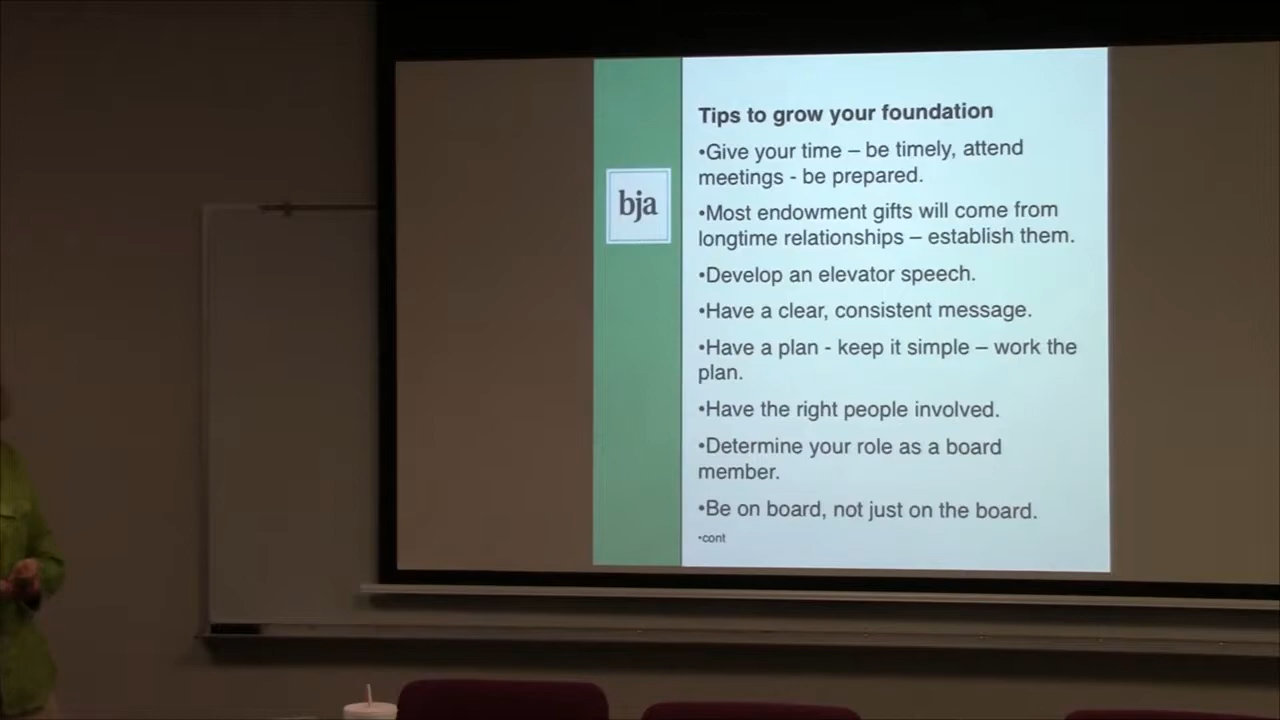 Tips to grow your foundation
•Give your time – be timely, attend
meetings - be prepared.
bja
•Most endowment gifts will come from
longtime relationships – establish them.
•Develop an elevator speech.
•Have a clear, consistent message.
•Have a plan - keep it simple – work the
plan.
•Have the right people involved.
•Determine your role as a board
member.
•Be on board, not just on the board.
•cont